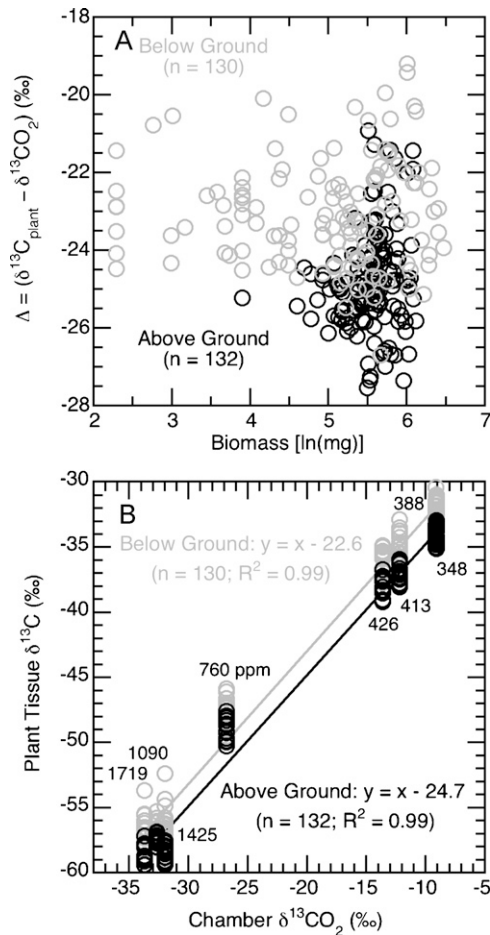 A
Below Ground
(n = 130)
-16
-18
-20
-22
-24
-26
-28
Δ = (δ¹³C_plant – δ¹³CO₂) (‰)
Above Ground
(n = 132)
2 3 4 5 6 7
Biomass [ln(mg)]
B
-30
-35
-40
-45
-50
-55
-60
Plant Tissue δ¹³C (‰)
388
Below Ground: y = x - 22.6
(n = 130; R² = 0.99)
348
413
426
760 ppm
1090
1719
1425
Above Ground: y = x - 24.7
(n = 132; R² = 0.99)
-35 -30 -25 -20 -15 -10 -5
Chamber δ¹³CO₂ (‰)